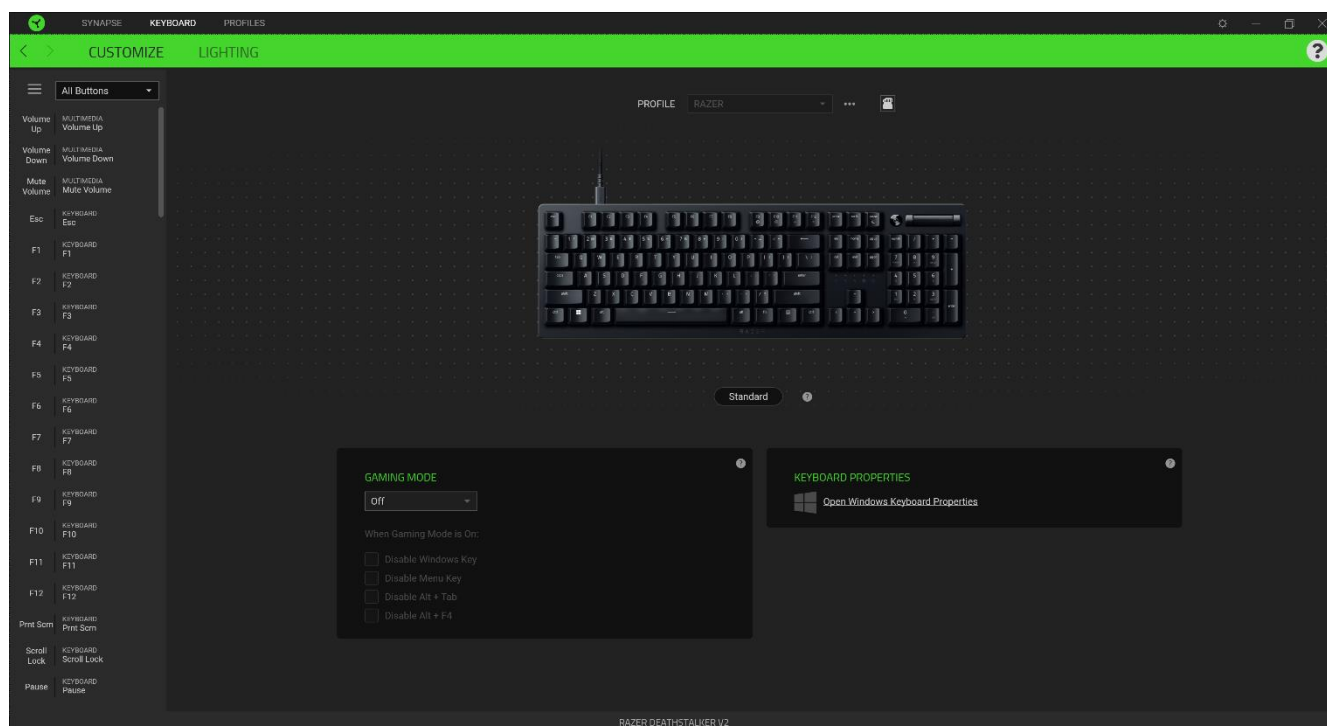 SYNAPSE KEYBOARD PROFILES
CUSTOMIZE LIGHTING
?
All Buttons
PROFILE RAZER
Volume Up MULTIMEDIA Volume Up
Volume Down MULTIMEDIA Volume Down
Mute Volume MULTIMEDIA Mute Volume
Esc KEYBOARD Esc
F1 KEYBOARD F1
F2 KEYBOARD F2
F3 KEYBOARD F3
F4 KEYBOARD F4
F5 KEYBOARD F5
F6 KEYBOARD F6
F7 KEYBOARD F7
F8 KEYBOARD F8
F9 KEYBOARD F9
F10 KEYBOARD F10
F11 KEYBOARD F11
F12 KEYBOARD F12
Prnt Scrn KEYBOARD Prnt Scrn
Scroll Lock KEYBOARD Scroll Lock
Pause KEYBOARD Pause
RAZER
Standard ?
GAMING MODE ?
Off
When Gaming Mode is On:
Disable Windows Key
Disable Menu Key
Disable Alt + Tab
Disable Alt + F4
KEYBOARD PROPERTIES ?
Open Windows Keyboard Properties
RAZER DEATHSTALKER V2